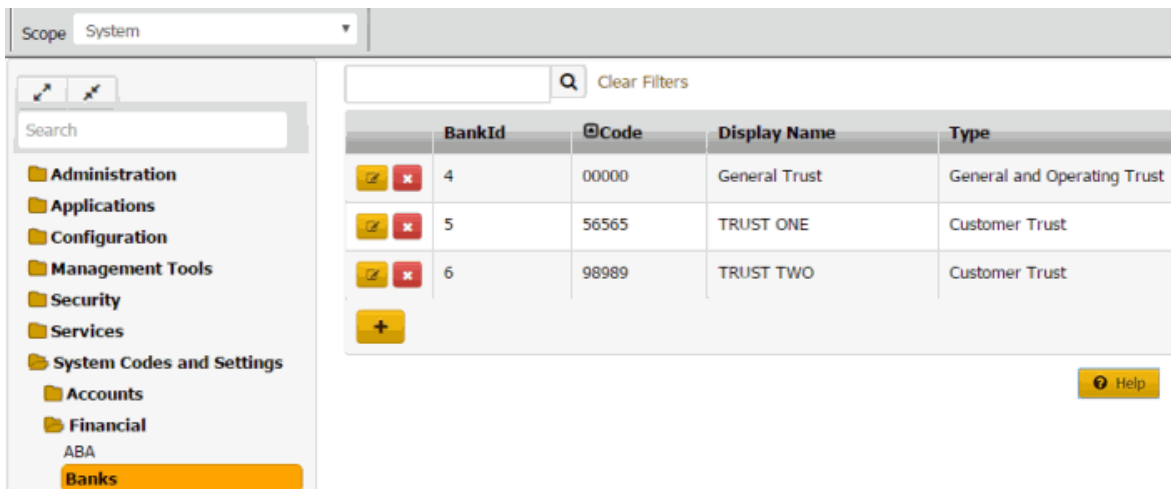 Scope System
Clear Filters
Search
BankId Code Display Name Type
Administration
4 00000 General Trust General and Operating Trust
Applications
5 56565 TRUST ONE Customer Trust
Configuration
Management Tools
6 98989 TRUST TWO Customer Trust
Security
Services
System Codes and Settings
Accounts
Help
Financial
ABA
Banks